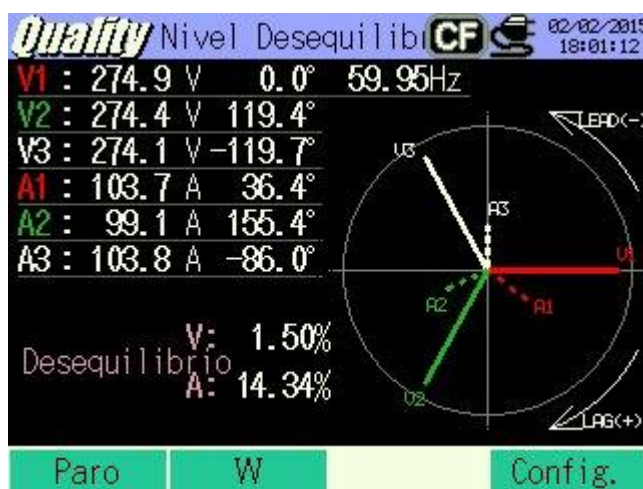 Quality Nivel Desequilib CF 02/02/2015
18:01:12
V1 : 274.9 V 0.0° 59.95Hz
V2 : 274.4 V 119.4°
V3 : 274.1 V -119.7°
A1 : 103.7 A 36.4°
A2 : 99.1 A 155.4°
A3 : 103.8 A -86.0°
LEAD(-)
V3
A3
V1
A2
A1
V2
LAG(+)
Desequilibrio
V: 1.50%
A: 14.34%
Paro W Config.